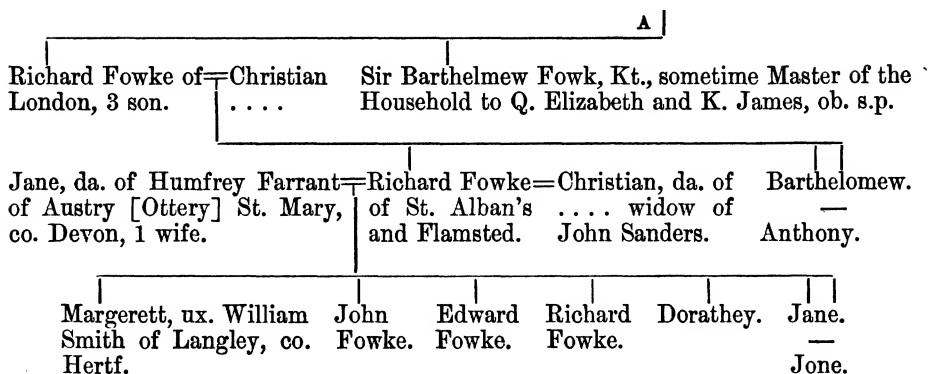 A
Richard Fowke of=Christian
London, 3 son. . . . .
Sir Barthelmew Fowk, Kt., sometime Master of the
Household to Q. Elizabeth and K. James, ob. s.p.
Jane, da. of Humfrey Farrant=Richard Fowke=Christian, da. of
of Austry [Ottery] St. Mary, of St. Alban's . . . . widow of
co. Devon, 1 wife. and Flamsted. John Sanders.
Barthelomew.
—
Anthony.
Margerett, ux. William
Smith of Langley, co.
Hertf.
John
Fowke.
Edward
Fowke.
Richard
Fowke.
Dorathey.
Jane.
—
Jone.